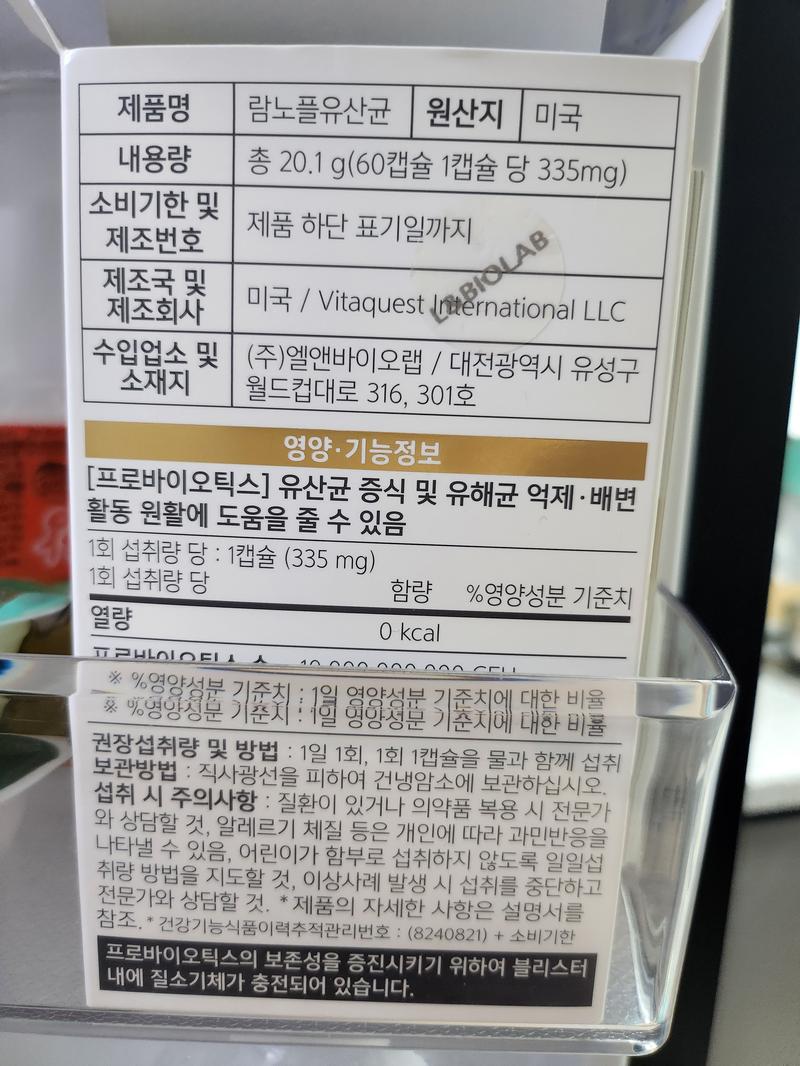 제품명 람노플유산균 원산지 미국
내용량 총 20.1 g(60캡슐 1캡슐 당 335mg)
소비기한 및
제조번호 제품 하단 표기일까지
LABIOLAB
제조국 및
제조회사 미국 / Vitaquest International LLC
수입업소 및
소재지 (주)엘앤바이오랩 / 대전광역시 유성구
월드컵대로 316, 301호
영양·기능정보
[프로바이오틱스] 유산균 증식 및 유해균 억제·배변
활동 원활에 도움을 줄 수 있음
1회 섭취량 당 : 1캡슐 (335 mg)
1회 섭취량 당 함량 %영양성분 기준치
열량 0 kcal
프로바이오틱스 수 10,000,000,000 CFU
※ %영양성분 기준치 : 1일 영양성분 기준치에 대한 비율
※ %영양성분 기준치 : 1일 영양성분 기준치에 대한 비율
권장섭취량 및 방법 : 1일 1회, 1회 1캡슐을 물과 함께 섭취
보관방법 : 직사광선을 피하여 건냉암소에 보관하십시오.
섭취 시 주의사항 : 질환이 있거나 의약품 복용 시 전문가
와 상담할 것, 알레르기 체질 등은 개인에 따라 과민반응을
나타낼 수 있음, 어린이가 함부로 섭취하지 않도록 일일섭
취량 방법을 지도할 것, 이상사례 발생 시 섭취를 중단하고
전문가와 상담할 것. *제품의 자세한 사항은 설명서를
참조. *건강기능식품이력추적관리번호 : (8240821) + 소비기한
프로바이오틱스의 보존성을 증진시키기 위하여 블리스터
내에 질소기체가 충전되어 있습니다.